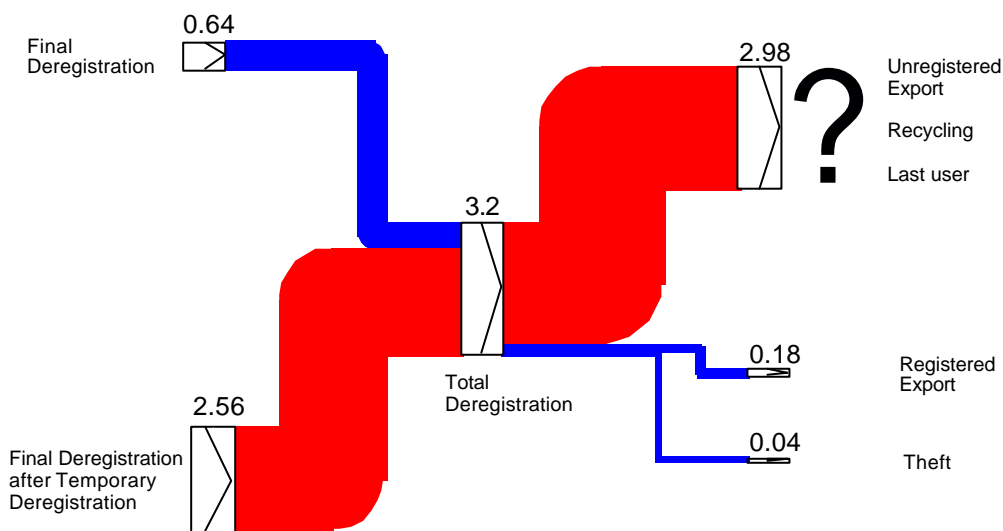 0.64
Final
Deregistration
2.98
?
Unregistered
Export
Recycling
Last user
3.2
Total
Deregistration
0.18
Registered
Export
2.56
Final Deregistration
after Temporary
Deregistration
0.04
Theft